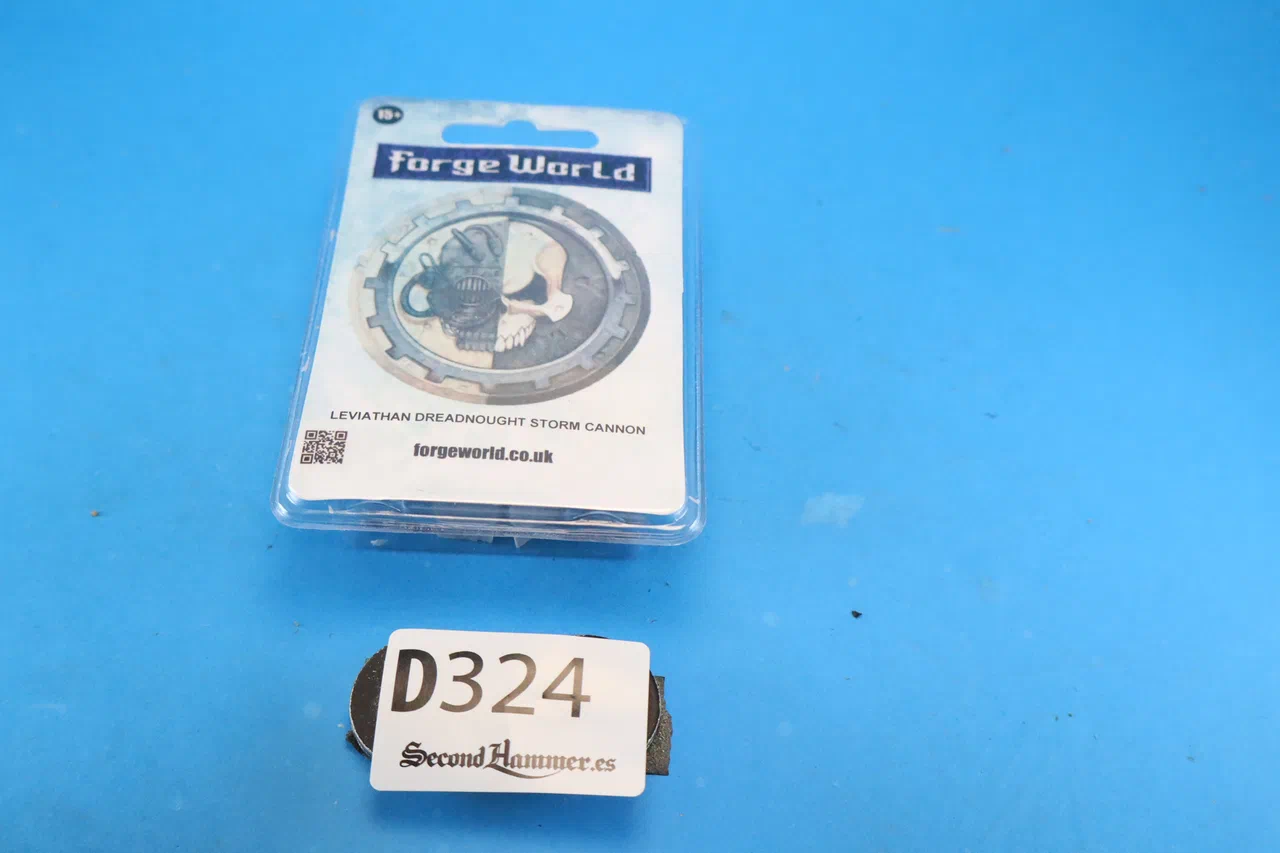 15+
Forge World
LEVIATHAN DREADNOUGHT STORM CANNON
forgeworld.co.uk
D324
SecondHammer.es